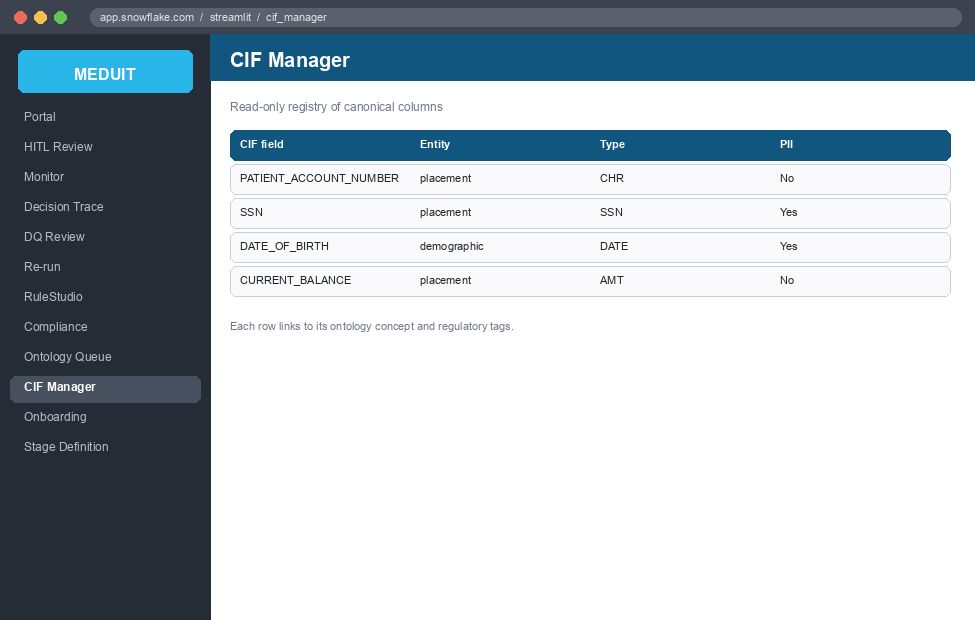 app.snowflake.com / streamlit / cif_manager
MEDUIT
Portal
HITL Review
Monitor
Decision Trace
DQ Review
Re-run
RuleStudio
Compliance
Ontology Queue
CIF Manager
Onboarding
Stage Definition
CIF Manager
Read-only registry of canonical columns
CIF field Entity Type PII
PATIENT_ACCOUNT_NUMBER placement CHR No
SSN placement SSN Yes
DATE_OF_BIRTH demographic DATE Yes
CURRENT_BALANCE placement AMT No
Each row links to its ontology concept and regulatory tags.